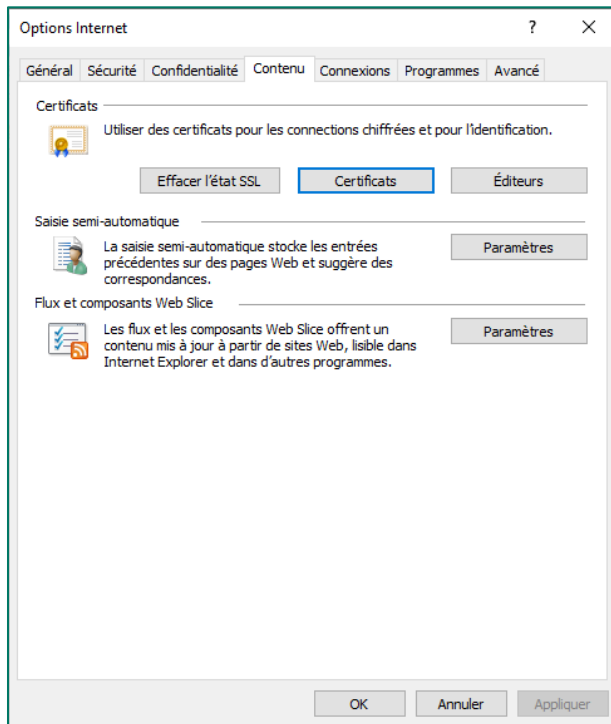 Options Internet
?
Général Sécurité Confidentialité Contenu Connexions Programmes Avancé
Certificats
Utiliser des certificats pour les connections chiffrées et pour l'identification.
Effacer l'état SSL Certificats Éditeurs
Saisie semi-automatique
La saisie semi-automatique stocke les entrées
précédentes sur des pages Web et suggère des
correspondances.
Paramètres
Flux et composants Web Slice
Les flux et les composants Web Slice offrent un
contenu mis à jour à partir de sites Web, lisible dans
Internet Explorer et dans d'autres programmes.
Paramètres
OK Annuler Appliquer